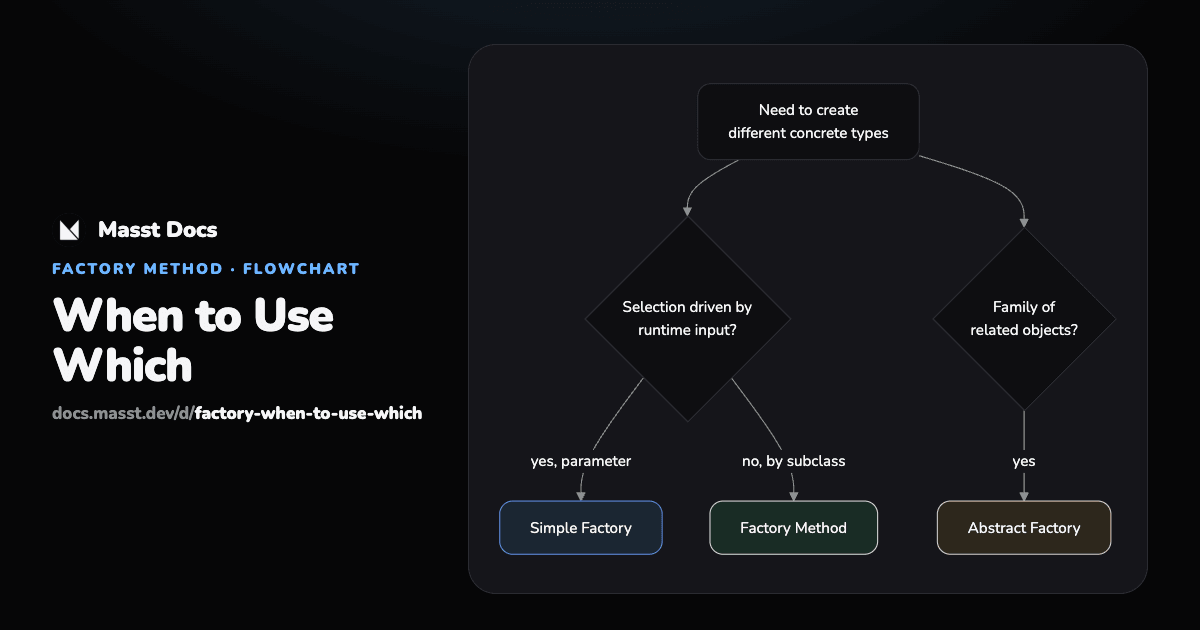 Masst Docs
FACTORY METHOD · FLOWCHART
When to Use
Which
docs.masst.dev/d/factory-when-to-use-which
Need to create
different concrete types
Selection driven by
runtime input?
Family of
related objects?
yes, parameter
no, by subclass
yes
Simple Factory
Factory Method
Abstract Factory